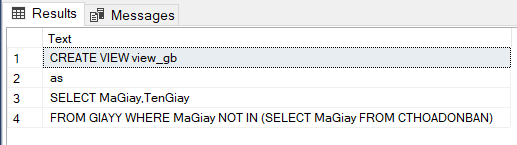 Results Messages
Text
1 CREATE VIEW view_gb
2 as
3 SELECT MaGiay,TenGiay
4 FROM GIAYY WHERE MaGiay NOT IN (SELECT MaGiay FROM CTHOADONBAN)